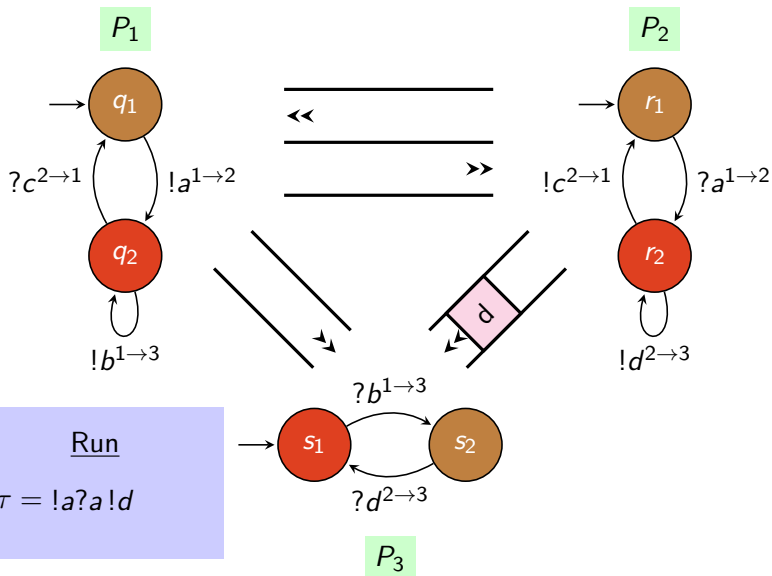 P₁
P₂
q₁
r₁
?c²→¹
!a¹→²
!c²→¹
?a¹→²
q₂
r₂
d
!b¹→³
!d²→³
?b¹→³
Run
s₁
s₂
τ = !a?a!d
?d²→³
P₃